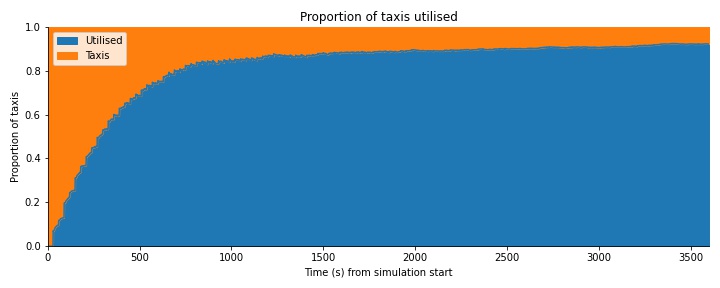 Proportion of taxis utilised
Proportion of taxis
1.0
0.8
0.6
0.4
0.2
0.0
Utilised
Taxis
0
500
1000
1500
2000
2500
3000
3500
Time (s) from simulation start